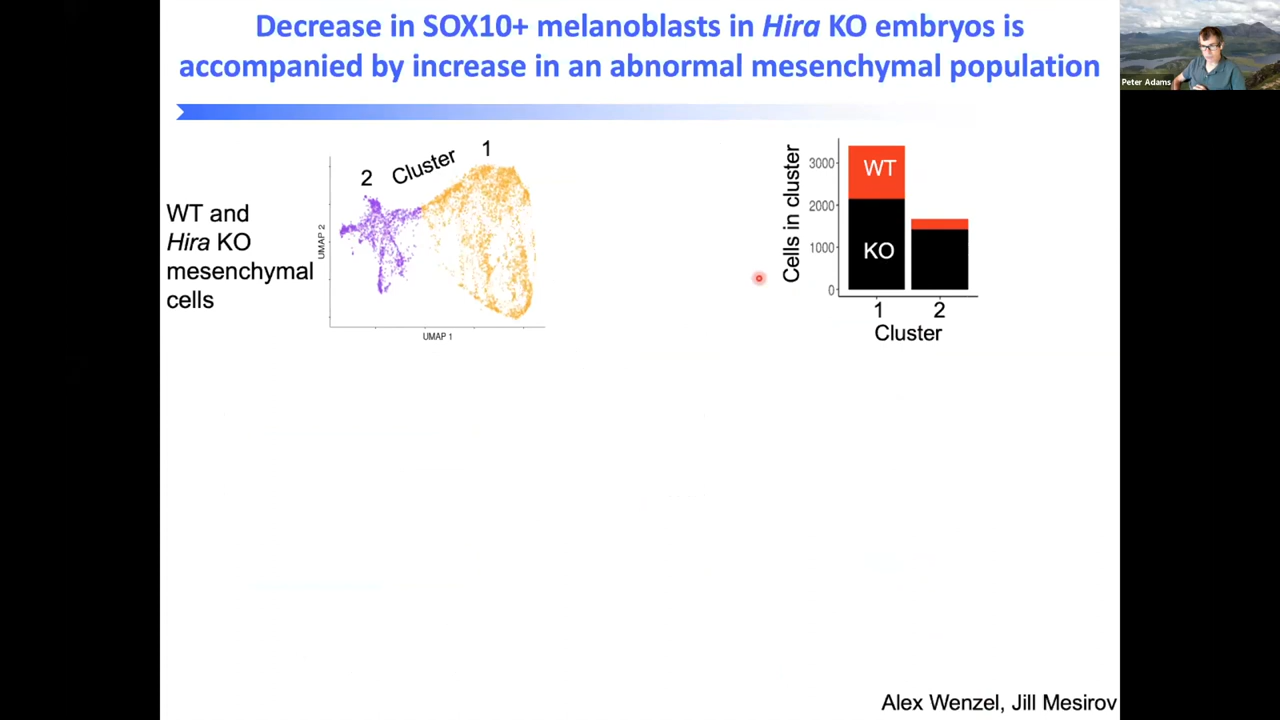 Decrease in SOX10+ melanoblasts in Hira KO embryos is
accompanied by increase in an abnormal mesenchymal population
Peter Adams
WT and
Hira KO
mesenchymal
cells
2
Cluster
1
UMAP 2
UMAP 1
Cells in cluster
3000
2000
1000
0
WT
KO
1
2
Cluster
Alex Wenzel, Jill Mesirov